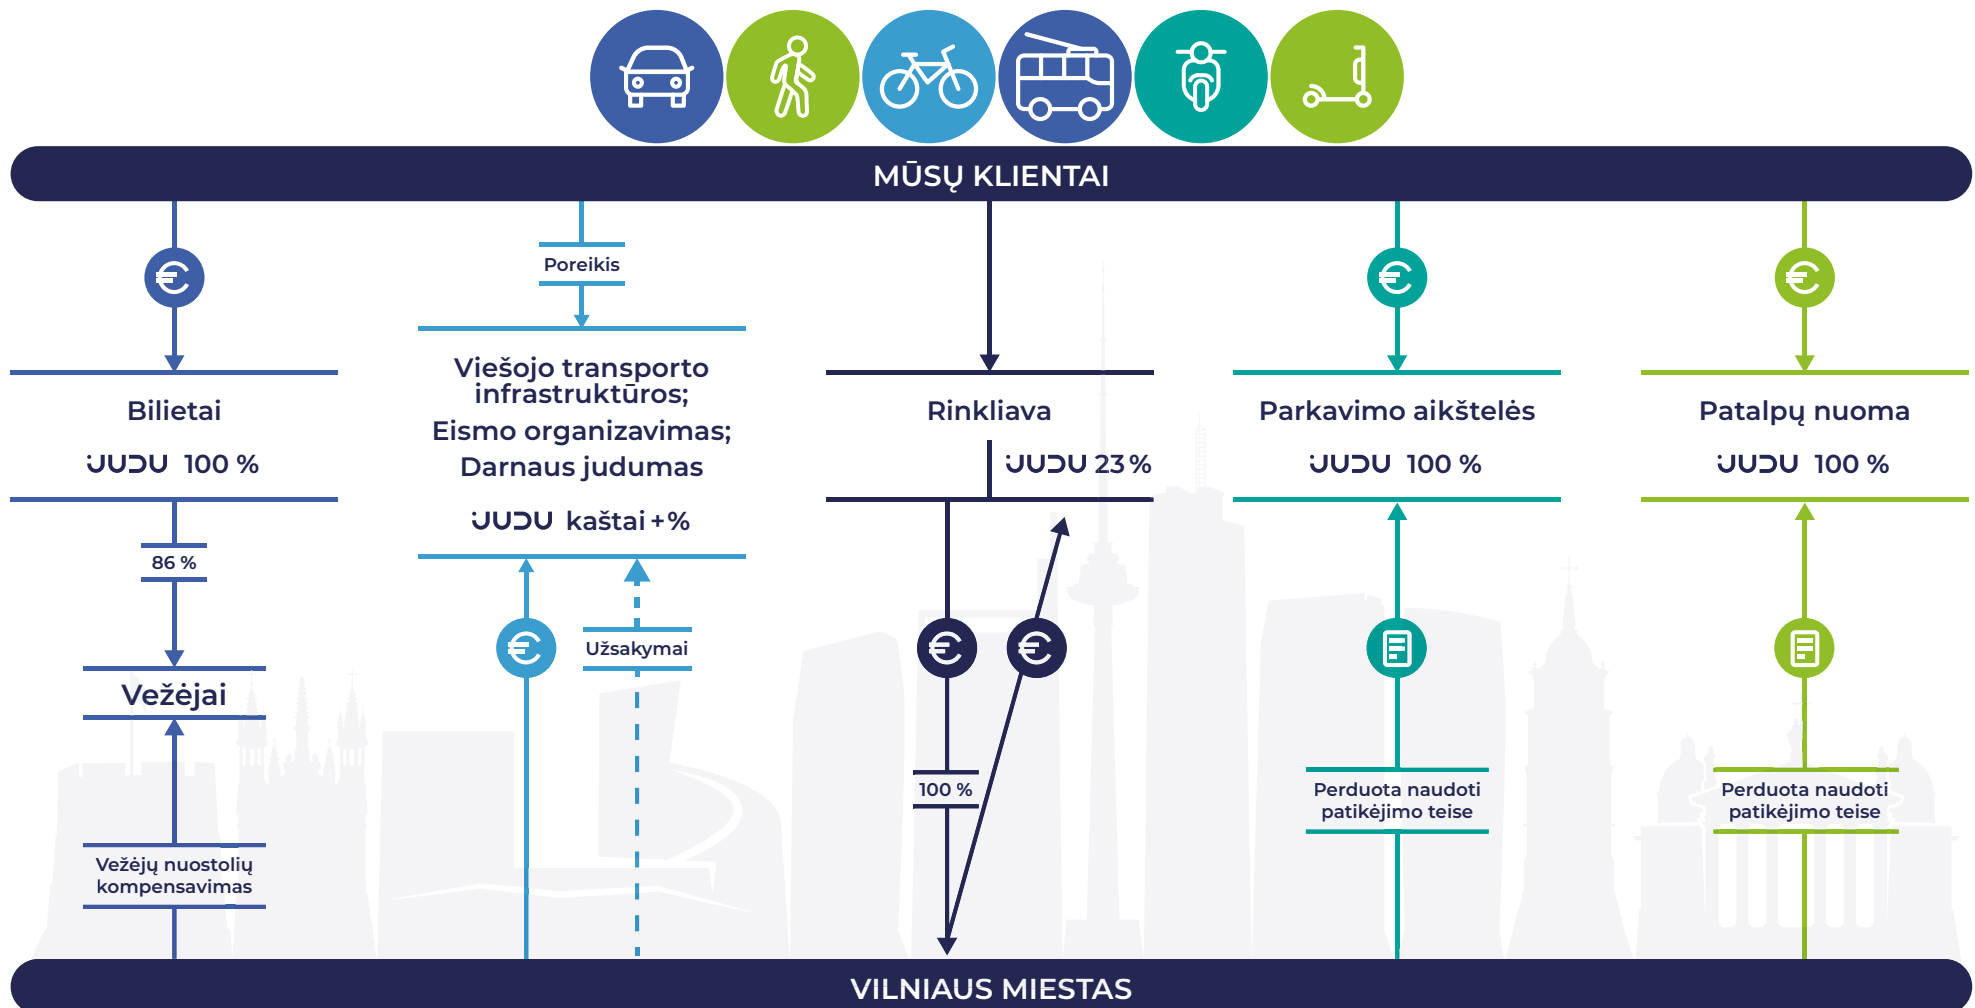 MŪSŲ KLIENTAI
Bilietai
JUDU 100 %
86 %
Vežėjai
Vežėjų nuostolių
kompensavimas
Poreikis
Viešojo transporto
infrastruktūros;
Eismo organizavimas;
Darnaus judumas
JUDU kaštai+%
€
Užsakymai
Rinkliava
JUDU 23 %
€
€
100 %
€
Parkavimo aikštelės
JUDU 100 %
Perduota naudoti
patikėjimo teise
€
Patalpų nuoma
JUDU 100 %
Perduota naudoti
patikėjimo teise
€
VILNIAUS MIESTAS